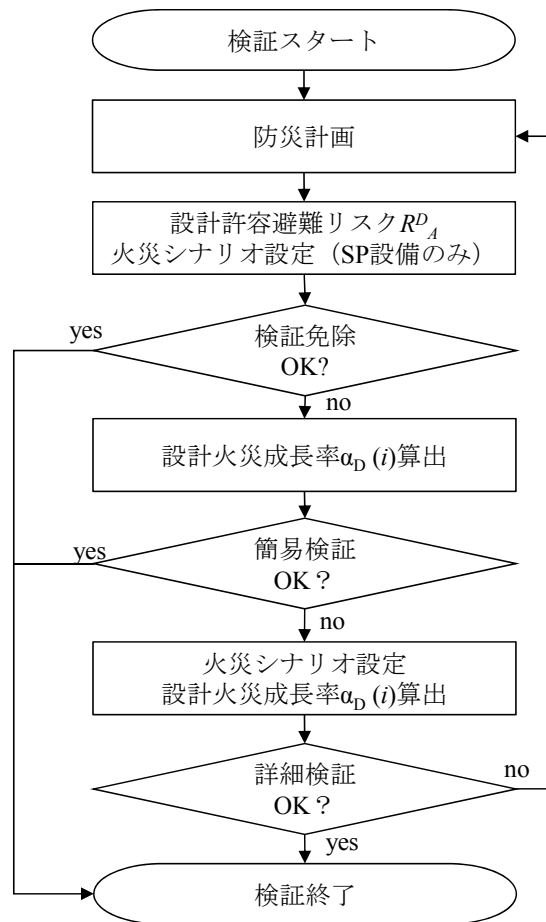 検証スタート
防災計画
設計許容避難リスクR^D_A
火災シナリオ設定（SP設備のみ）
yes
検証免除
OK?
no
設計火災成長率α_D (i)算出
yes
簡易検証
OK？
no
火災シナリオ設定
設計火災成長率α_D (i)算出
詳細検証
OK？
no
yes
検証終了